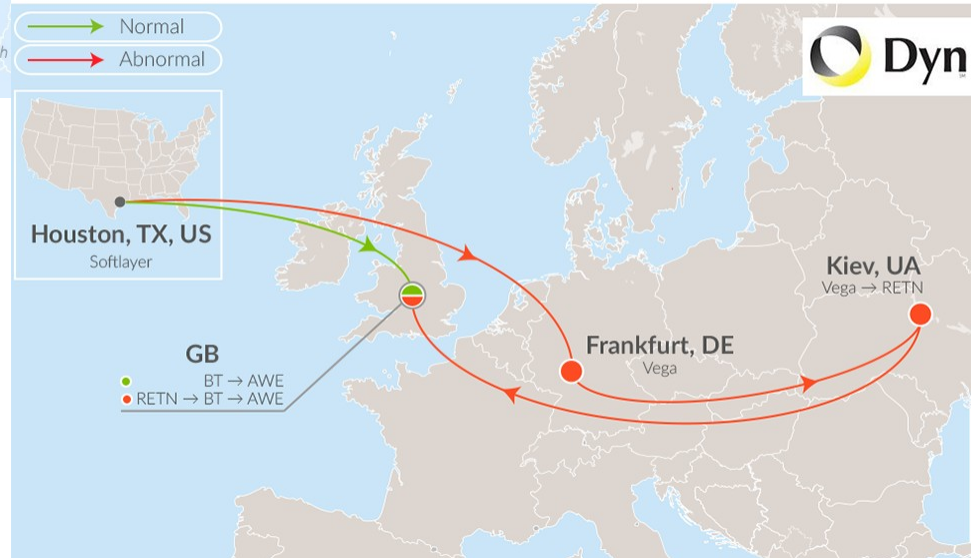 Normal
Abnormal
Dyn
h
Houston, TX, US
Softlayer
Kiev, UA
Vega → RETN
Frankfurt, DE
Vega
GB
BT → AWE
RETN → BT → AWE